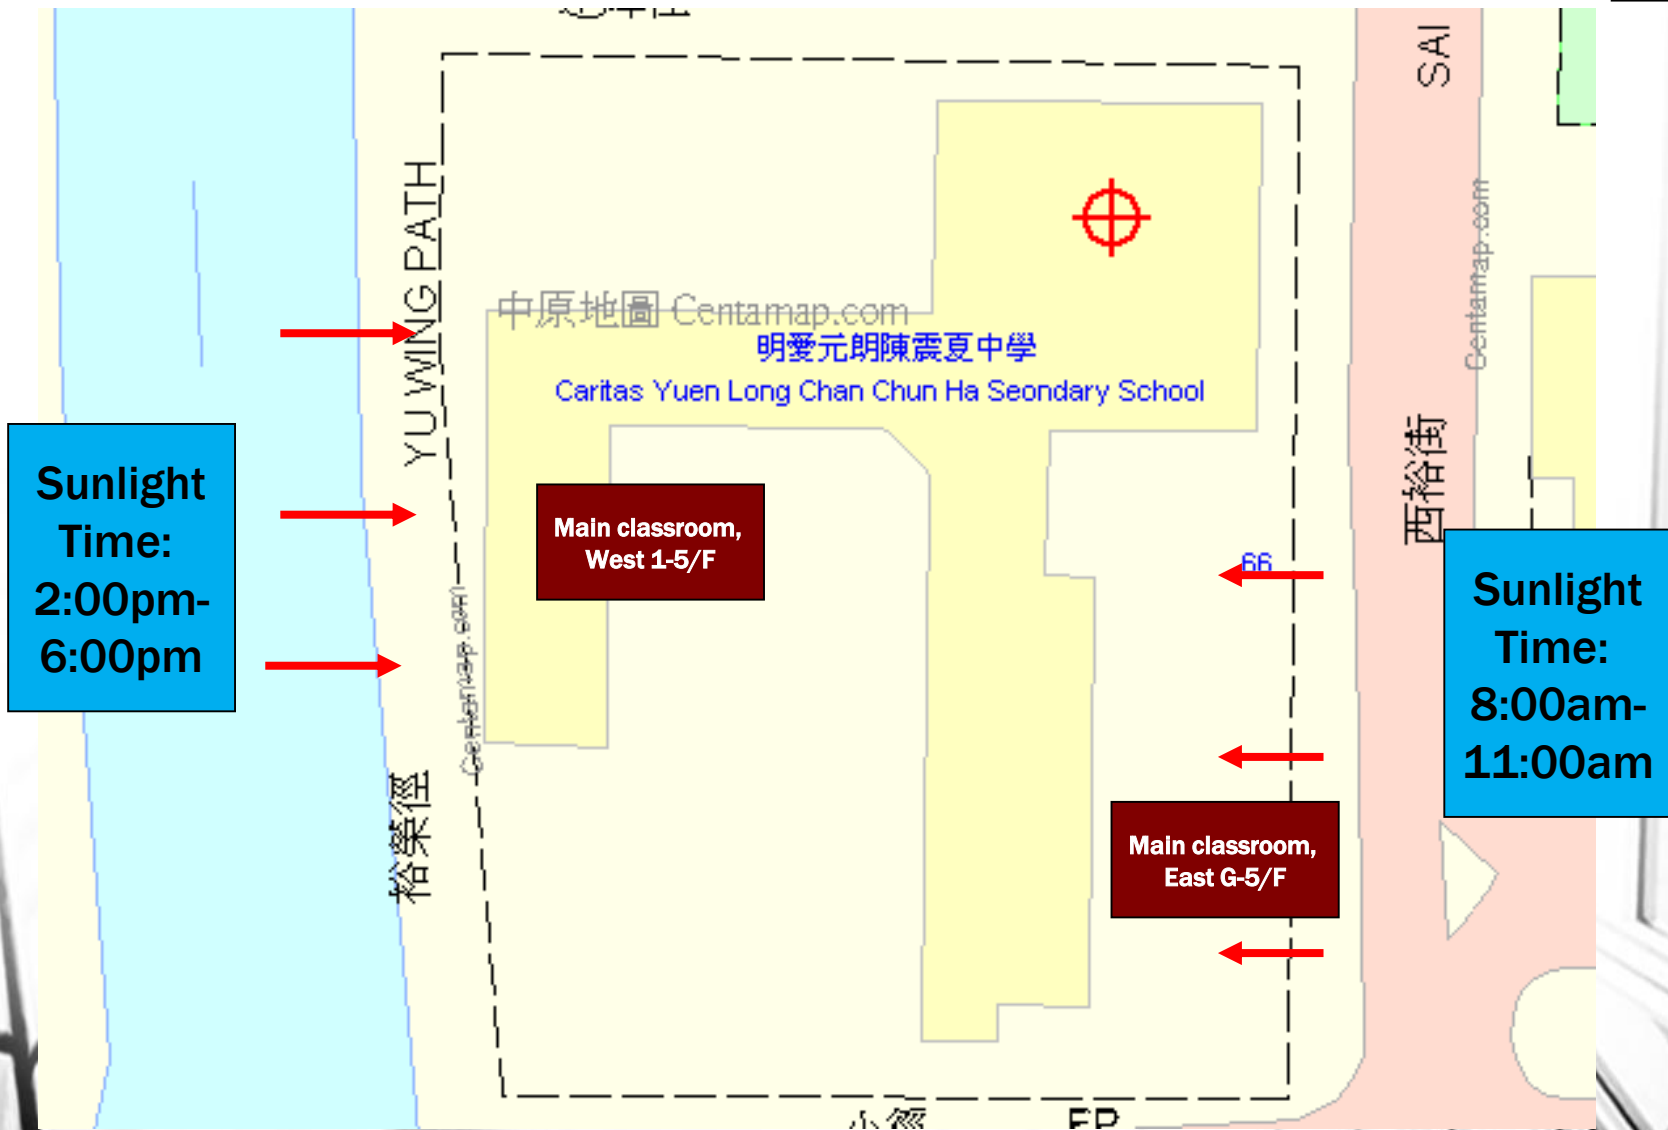 SAI
YU WING PATH
Centamap.com
中原地圖 Centamap.com
明愛元朗陳震夏中學
Caritas Yuen Long Chan Chun Ha Seondary School
西裕街
Sunlight
Time:
2:00pm-
6:00pm
Main classroom,
West 1-5/F
66
Sunlight
Time:
8:00am-
11:00am
Centamap.com
裕榮徑
Main classroom,
East G-5/F
小徑
FP